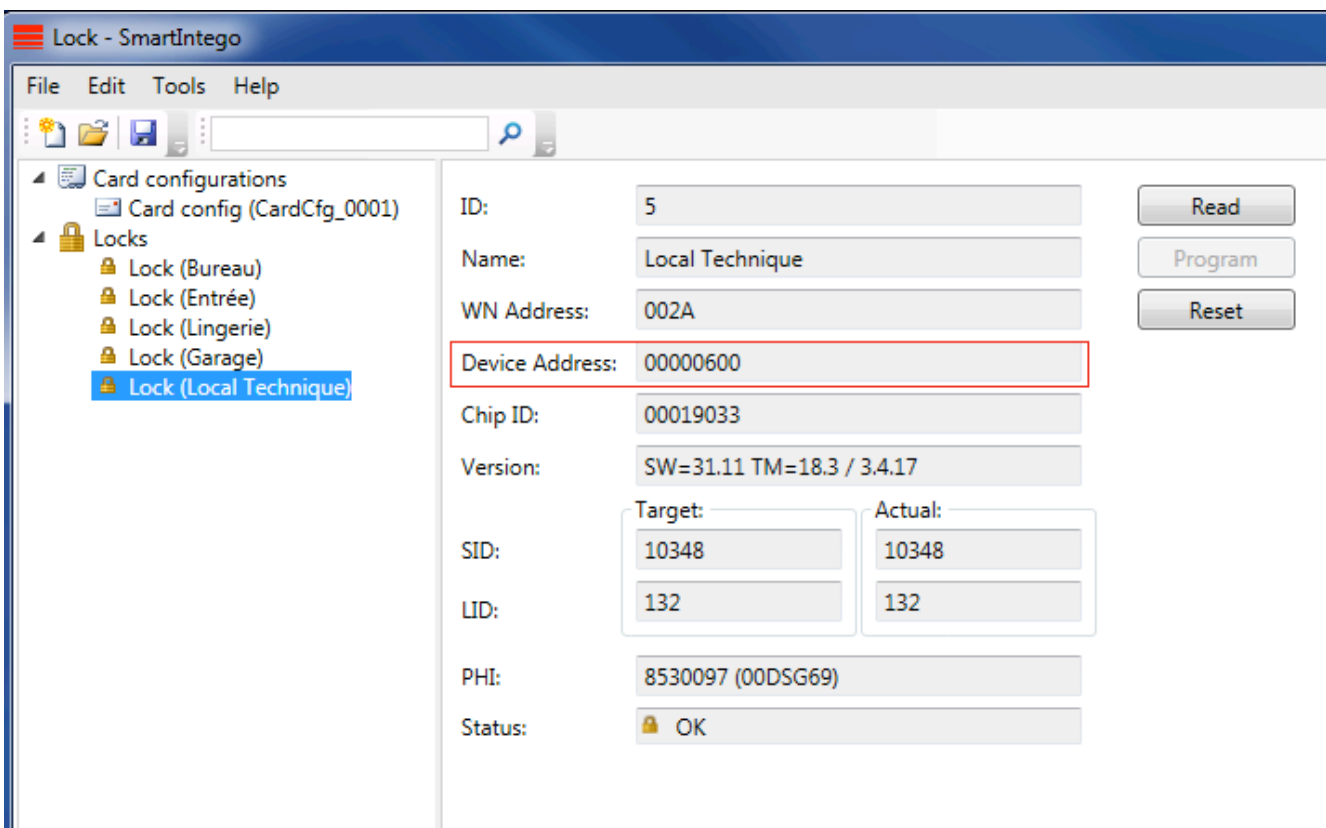 Lock - SmartIntego
File Edit Tools Help
Card configurations
Card config (CardCfg_0001)
Locks
Lock (Bureau)
Lock (Entrée)
Lock (Lingerie)
Lock (Garage)
Lock (Local Technique)
ID: 5 Read
Name: Local Technique Program
WN Address: 002A Reset
Device Address: 00000600
Chip ID: 00019033
Version: SW=31.11 TM=18.3 / 3.4.17
Target: Actual:
SID: 10348 10348
LID: 132 132
PHI: 8530097 (00DSG69)
Status: OK